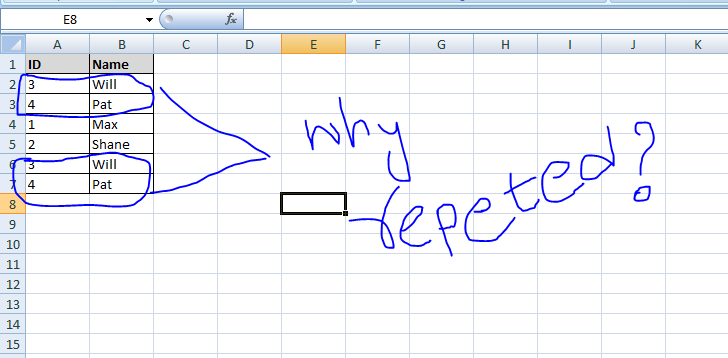 E8 fx
A B C D E F G H I J K
1 ID Name
2 3 Will
3 4 Pat
4 1 Max
5 2 Shane
6 3 Will
7 4 Pat
8
9
10
11
12
13
14
15
why
repeted?